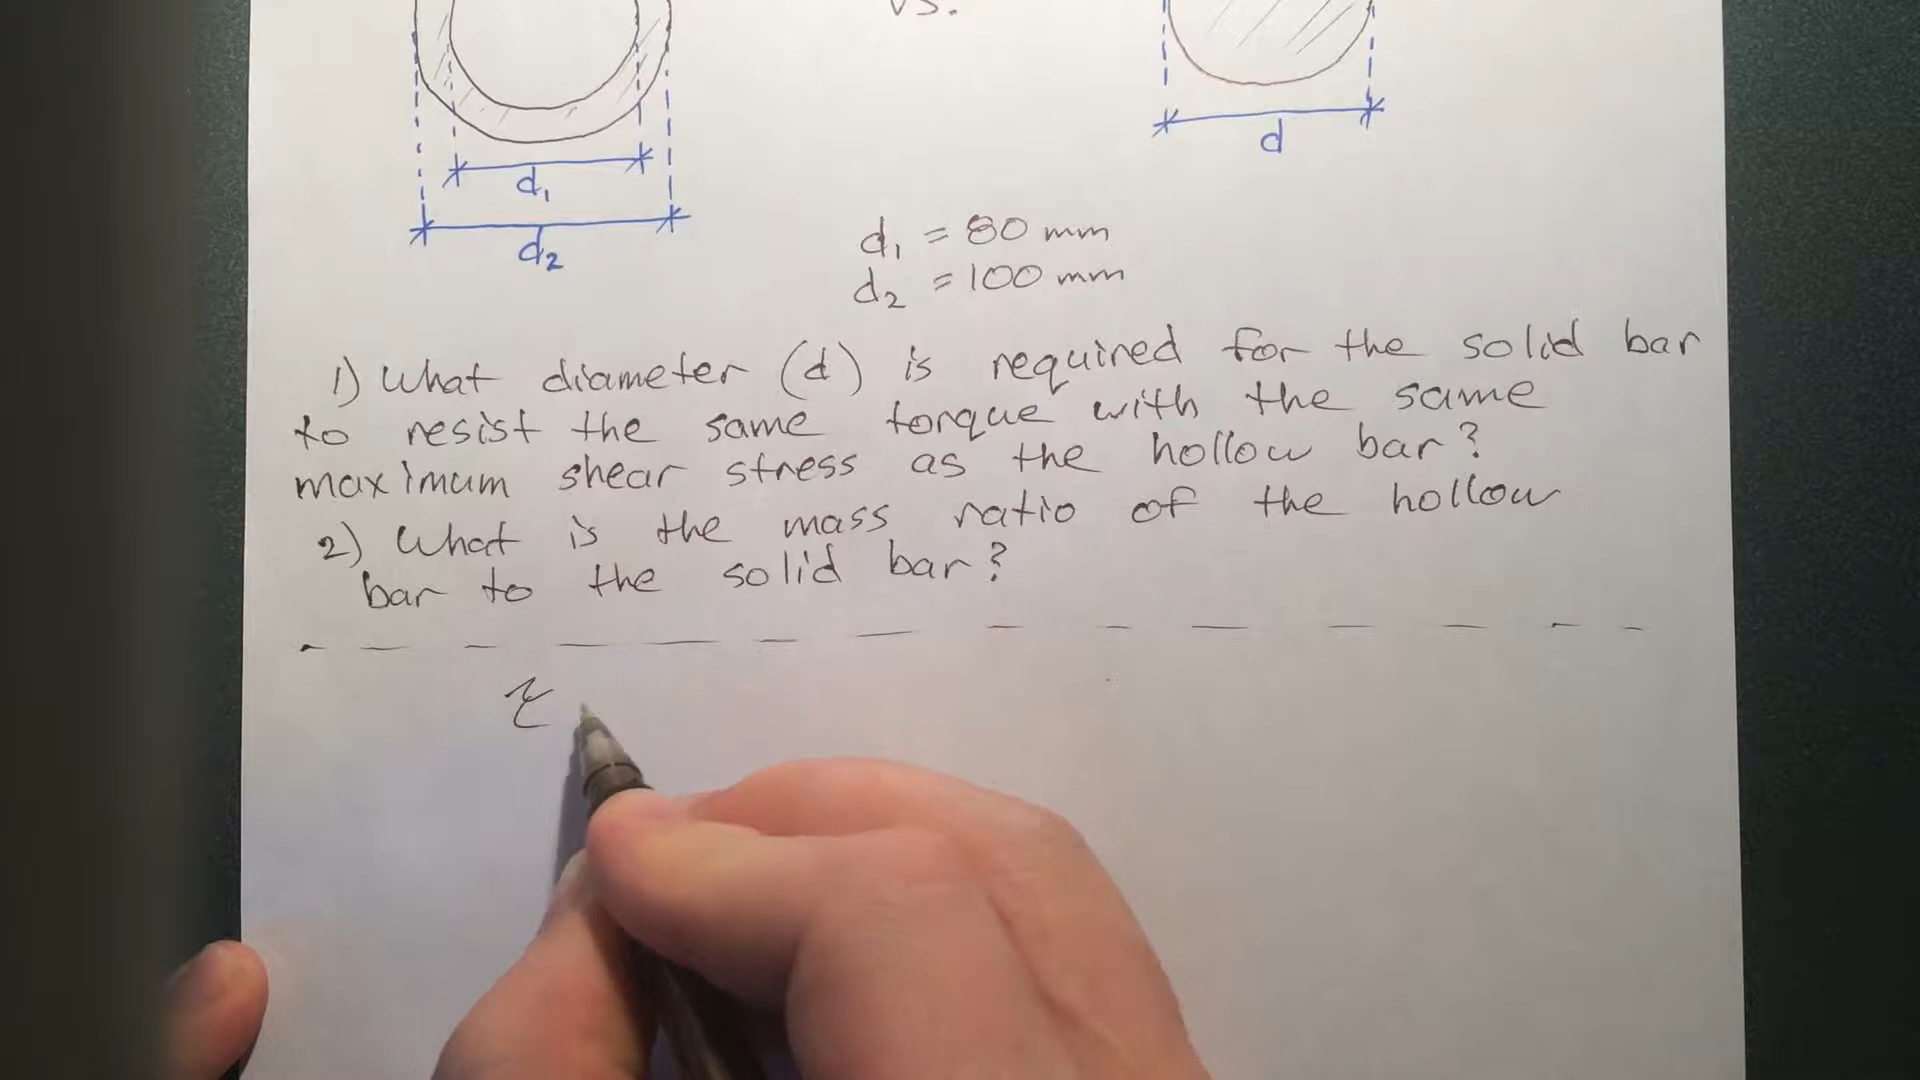 vs.
d₁
d
d₂
d₁ = 80 mm
d₂ = 100 mm
1) What diameter (d) is required for the solid bar
to resist the same torque with the same
maximum shear stress as the hollow bar?
2) What is the mass ratio of the hollow
bar to the solid bar?
τ